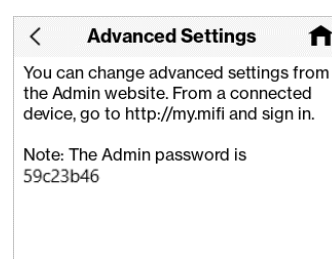 Advanced Settings
You can change advanced settings from
the Admin website. From a connected
device, go to http://my.mifi and sign in.
Note: The Admin password is
59c23b46